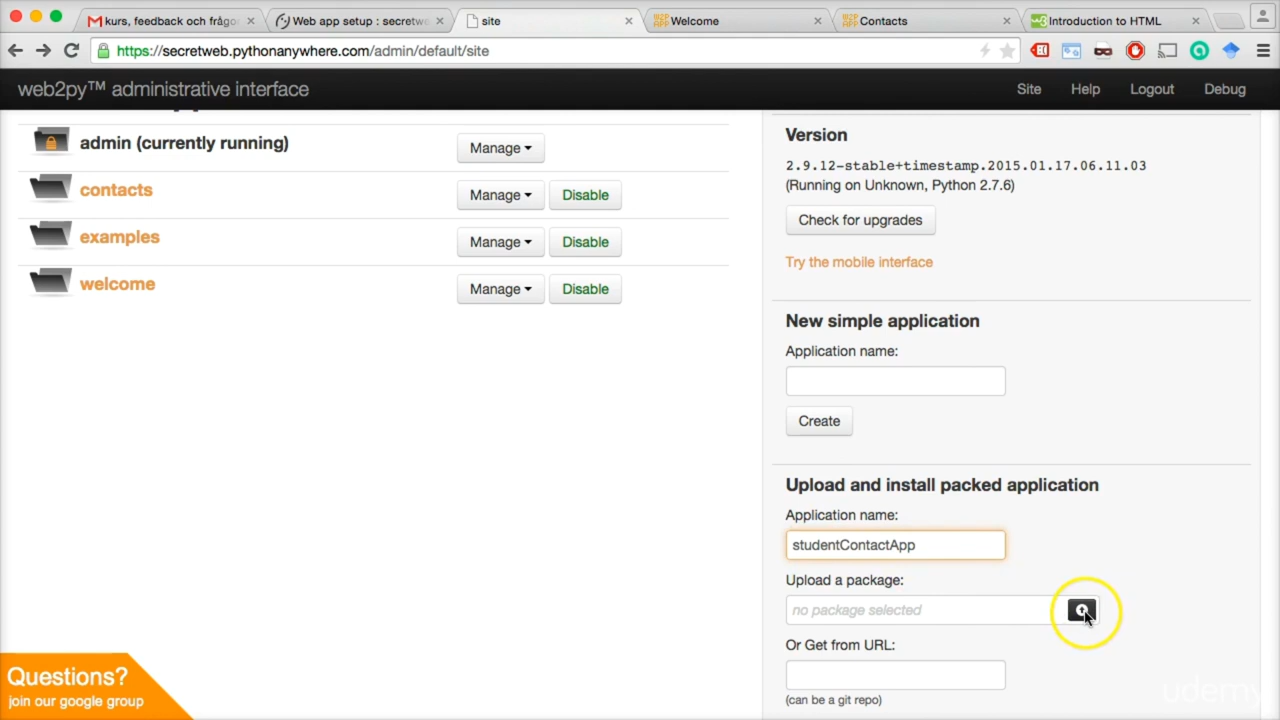 kurs, feedback och frågo
Web app setup : secretwe
site
Welcome
Contacts
Introduction to HTML
https://secretweb.pythonanywhere.com/admin/default/site
web2py™ administrative interface
Site
Help
Logout
Debug
admin (currently running)
Manage
contacts
Manage
Disable
examples
Manage
Disable
welcome
Manage
Disable
Version
2.9.12-stable+timestamp.2015.01.17.06.11.03
(Running on Unknown, Python 2.7.6)
Check for upgrades
Try the mobile interface
New simple application
Application name:
Create
Upload and install packed application
Application name:
studentContactApp
Upload a package:
no package selected
Or Get from URL:
(can be a git repo)
Questions?
join our google group
udemy